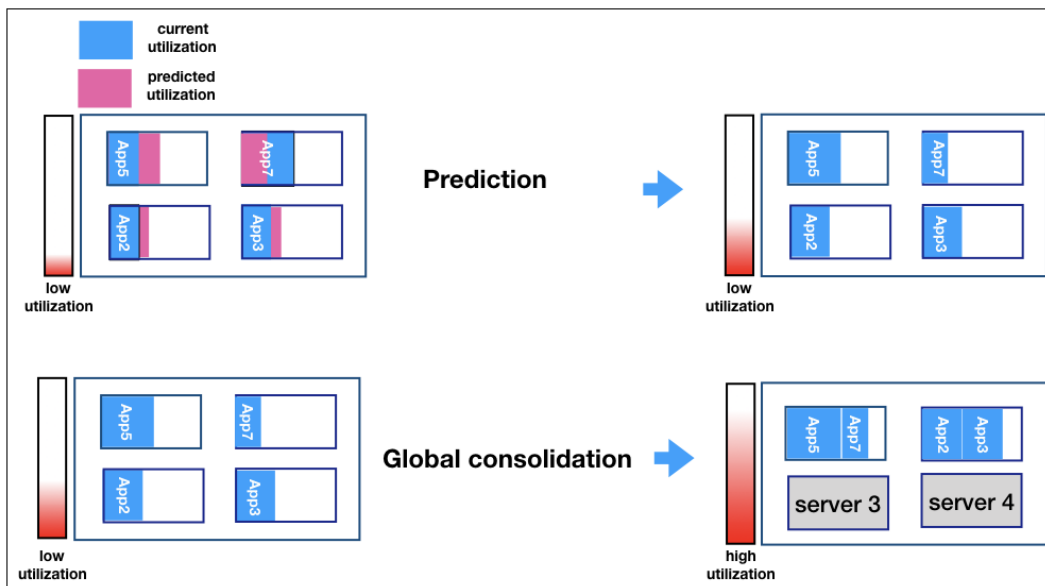 current
utilization
predicted
utilization
App5
App7
App2
App3
low
utilization
Prediction
App5
App7
App2
App3
low
utilization
App5
App7
App2
App3
low
utilization
Global consolidation
App5
App7
App2
App3
server 3
server 4
high
utilization